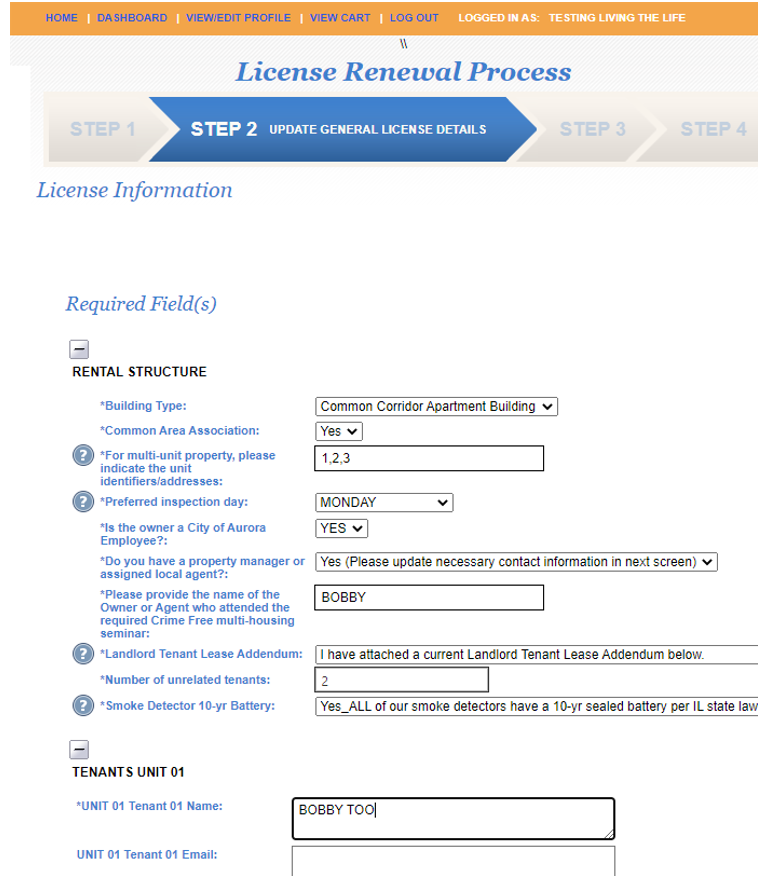 HOME | DASHBOARD | VIEW/EDIT PROFILE | VIEW CART | LOG OUT LOGGED IN AS: TESTING LIVING THE LIFE
\\
License Renewal Process
STEP 1 STEP 2 UPDATE GENERAL LICENSE DETAILS STEP 3 STEP 4
License Information
Required Field(s)
RENTAL STRUCTURE
*Building Type: Common Corridor Apartment Building
*Common Area Association: Yes
? *For multi-unit property, please
indicate the unit
identifiers/addresses:
1,2,3
? *Preferred inspection day: MONDAY
*Is the owner a City of Aurora
Employee?:
YES
*Do you have a property manager or
assigned local agent?:
Yes (Please update necessary contact information in next screen)
*Please provide the name of the
Owner or Agent who attended the
required Crime Free multi-housing
seminar:
BOBBY
? *Landlord Tenant Lease Addendum: I have attached a current Landlord Tenant Lease Addendum below.
*Number of unrelated tenants: 2
? *Smoke Detector 10-yr Battery: Yes_ALL of our smoke detectors have a 10-yr sealed battery per IL state law
TENANTS UNIT 01
*UNIT 01 Tenant 01 Name: BOBBY TOO
UNIT 01 Tenant 01 Email: